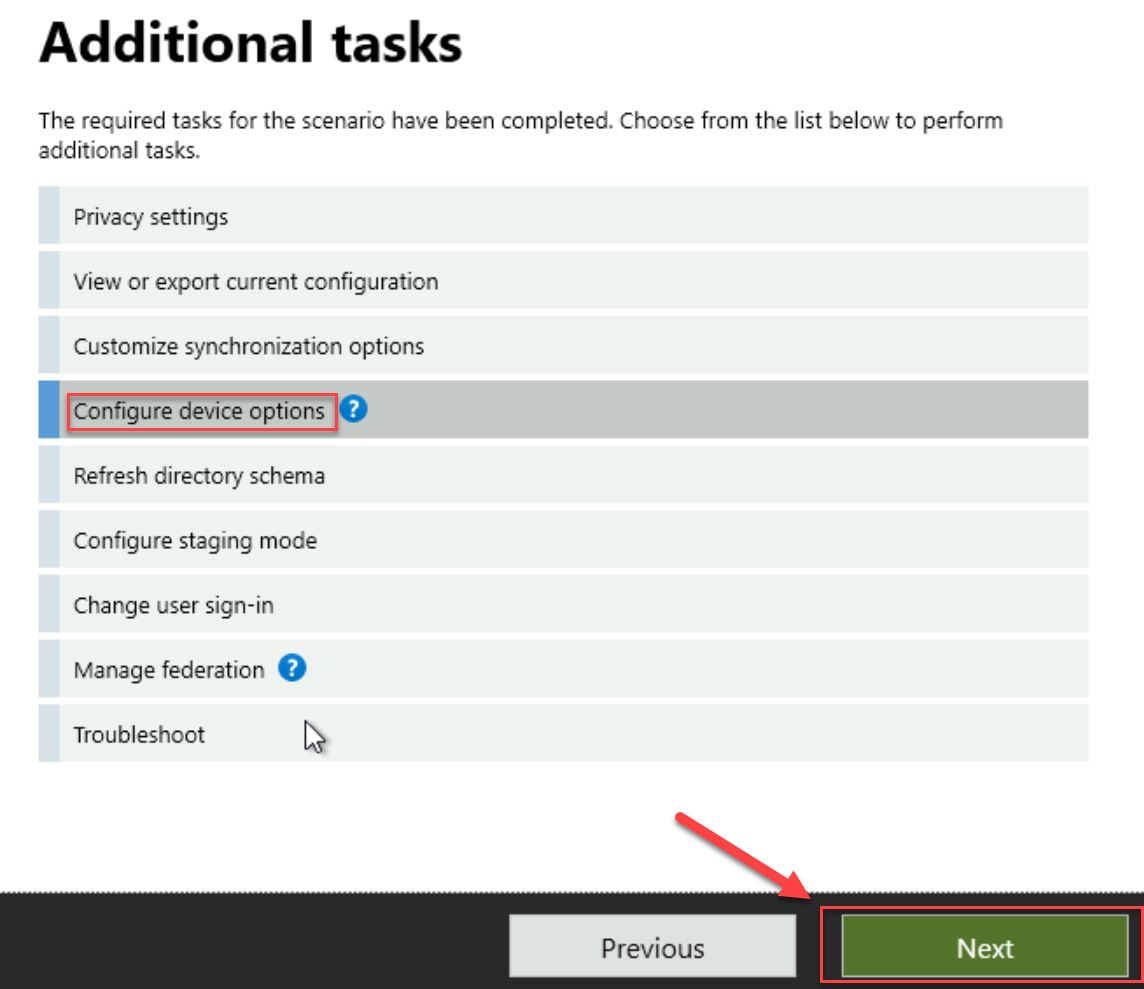 Additional tasks
The required tasks for the scenario have been completed. Choose from the list below to perform
additional tasks.
Privacy settings
View or export current configuration
Customize synchronization options
Configure device options ?
Refresh directory schema
Configure staging mode
Change user sign-in
Manage federation ?
Troubleshoot
Previous
Next